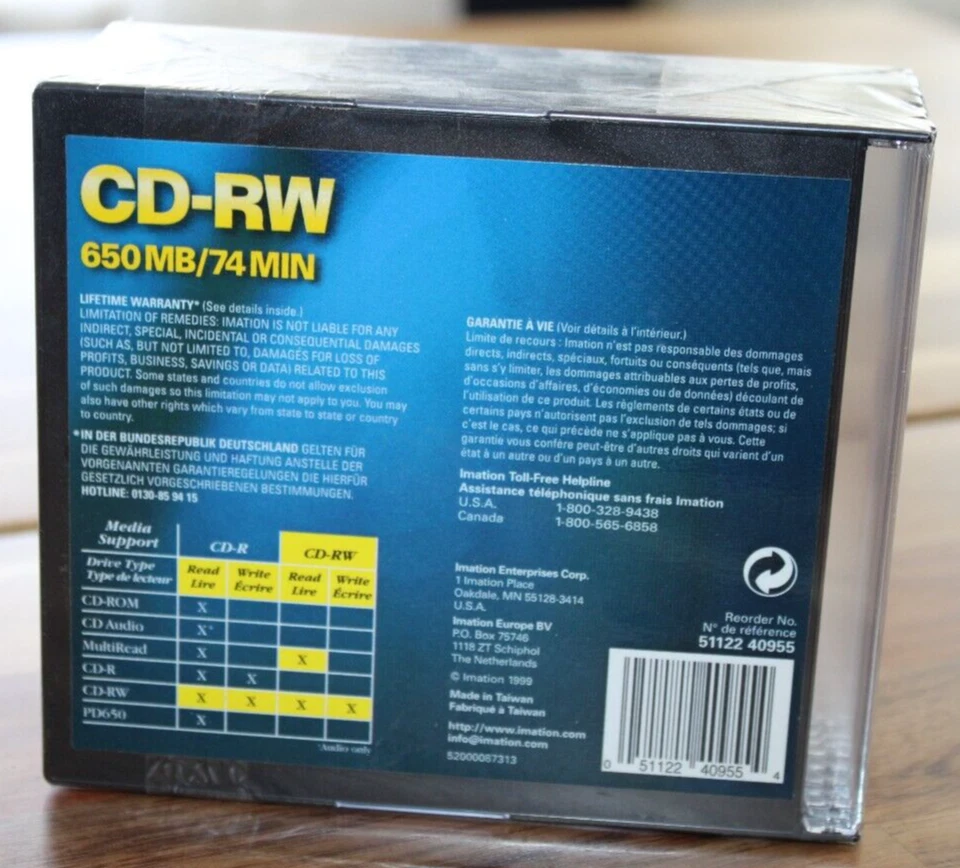 CD-RW
650 MB/74 MIN
LIFETIME WARRANTY* (See details inside.)
LIMITATION OF REMEDIES: IMATION IS NOT LIABLE FOR ANY
INDIRECT, SPECIAL, INCIDENTAL OR CONSEQUENTIAL DAMAGES
(SUCH AS, BUT NOT LIMITED TO, DAMAGES FOR LOSS OF
PROFITS, BUSINESS, SAVINGS OR DATA) RELATED TO THIS
PRODUCT. Some states and countries do not allow exclusion
of such damages so this limitation may not apply to you. You may
also have other rights which vary from state to state or country
to country.
*IN DER BUNDESREPUBLIK DEUTSCHLAND GELTEN FÜR
DIE GEWÄHRLEISTUNG UND HAFTUNG ANSTELLE DER
VORGENANNTEN GARANTIEREGELUNGEN DIE HIERFÜR
GESETZLICH VORGESCHRIEBENEN BESTIMMUNGEN.
HOTLINE: 0130-85 94 15
Media
Support
CD-R CD-RW
Drive Type
Type de lecteur
Read Write Read Write
Lire Écrire Lire Écrire
CD-ROM X
CD Audio X*
MultiRead X X
CD-R X X
CD-RW X X X X
PD650 X
*Audio only
GARANTIE À VIE (Voir détails à l'intérieur.)
Limite de recours : Imation n'est pas responsable des dommages
directs, indirects, spéciaux, fortuits ou conséquents (tels que, mais
sans s'y limiter, les dommages attribuables aux pertes de profits,
d'occasions d'affaires, d'économies ou de données) découlant de
l'utilisation de ce produit. Les règlements de certains états ou de
certains pays n'autorisent pas l'exclusion de tels dommages; si
c'est le cas, ce qui précède ne s'applique pas à vous. Cette
garantie vous confère peut-être d'autres droits qui varient d'un
état à un autre ou d'un pays à un autre.
Imation Toll-Free Helpline
Assistance téléphonique sans frais Imation
U.S.A. 1-800-328-9438
Canada 1-800-565-6858
Imation Enterprises Corp.
1 Imation Place
Oakdale, MN 55128-3414
U.S.A.
Imation Europe BV
P.O. Box 75746
1118 ZT Schiphol
The Netherlands
© Imation 1999
Made in Taiwan
Fabriqué à Taiwan
http://www.imation.com
info@imation.com
52000087313
Reorder No.
N° de référence
51122 40955
0 51122 40955 4